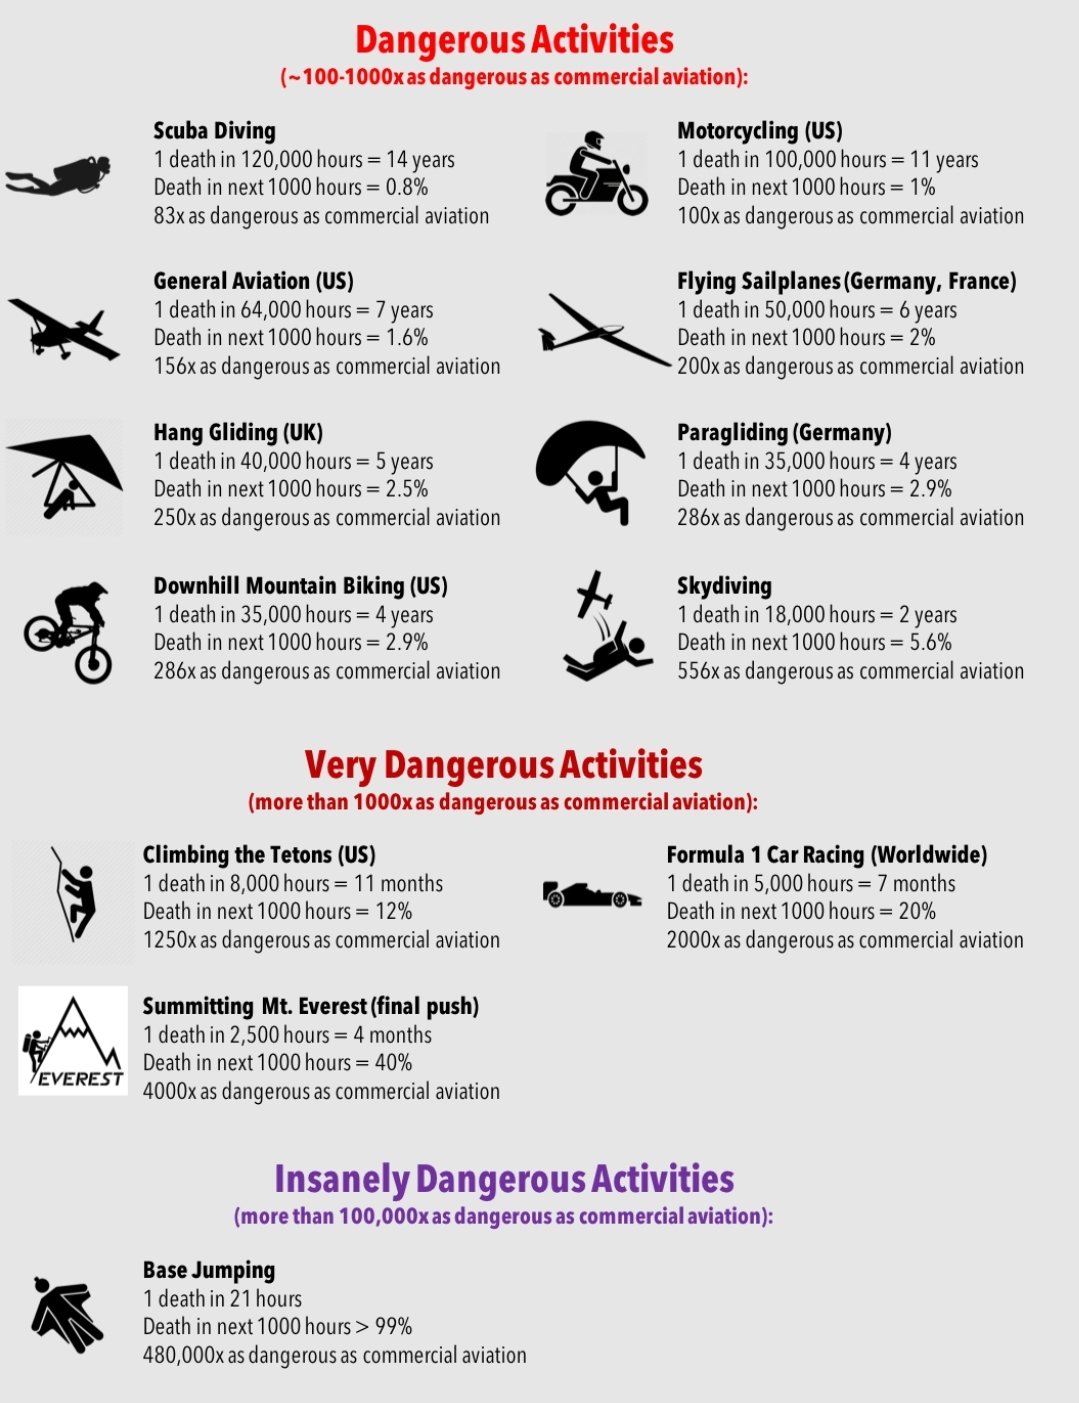 Dangerous Activities
(~100-1000x as dangerous as commercial aviation):
Scuba Diving
1 death in 120,000 hours = 14 years
Death in next 1000 hours = 0.8%
83x as dangerous as commercial aviation
Motorcycling (US)
1 death in 100,000 hours = 11 years
Death in next 1000 hours = 1%
100x as dangerous as commercial aviation
General Aviation (US)
1 death in 64,000 hours = 7 years
Death in next 1000 hours = 1.6%
156x as dangerous as commercial aviation
Flying Sailplanes (Germany, France)
1 death in 50,000 hours = 6 years
Death in next 1000 hours = 2%
200x as dangerous as commercial aviation
Hang Gliding (UK)
1 death in 40,000 hours = 5 years
Death in next 1000 hours = 2.5%
250x as dangerous as commercial aviation
Paragliding (Germany)
1 death in 35,000 hours = 4 years
Death in next 1000 hours = 2.9%
286x as dangerous as commercial aviation
Downhill Mountain Biking (US)
1 death in 35,000 hours = 4 years
Death in next 1000 hours = 2.9%
286x as dangerous as commercial aviation
Skydiving
1 death in 18,000 hours = 2 years
Death in next 1000 hours = 5.6%
556x as dangerous as commercial aviation
Very Dangerous Activities
(more than 1000x as dangerous as commercial aviation):
Climbing the Tetons (US)
1 death in 8,000 hours = 11 months
Death in next 1000 hours = 12%
1250x as dangerous as commercial aviation
Formula 1 Car Racing (Worldwide)
1 death in 5,000 hours = 7 months
Death in next 1000 hours = 20%
2000x as dangerous as commercial aviation
EVEREST
Summitting Mt. Everest (final push)
1 death in 2,500 hours = 4 months
Death in next 1000 hours = 40%
4000x as dangerous as commercial aviation
Insanely Dangerous Activities
(more than 100,000x as dangerous as commercial aviation):
Base Jumping
1 death in 21 hours
Death in next 1000 hours > 99%
480,000x as dangerous as commercial aviation